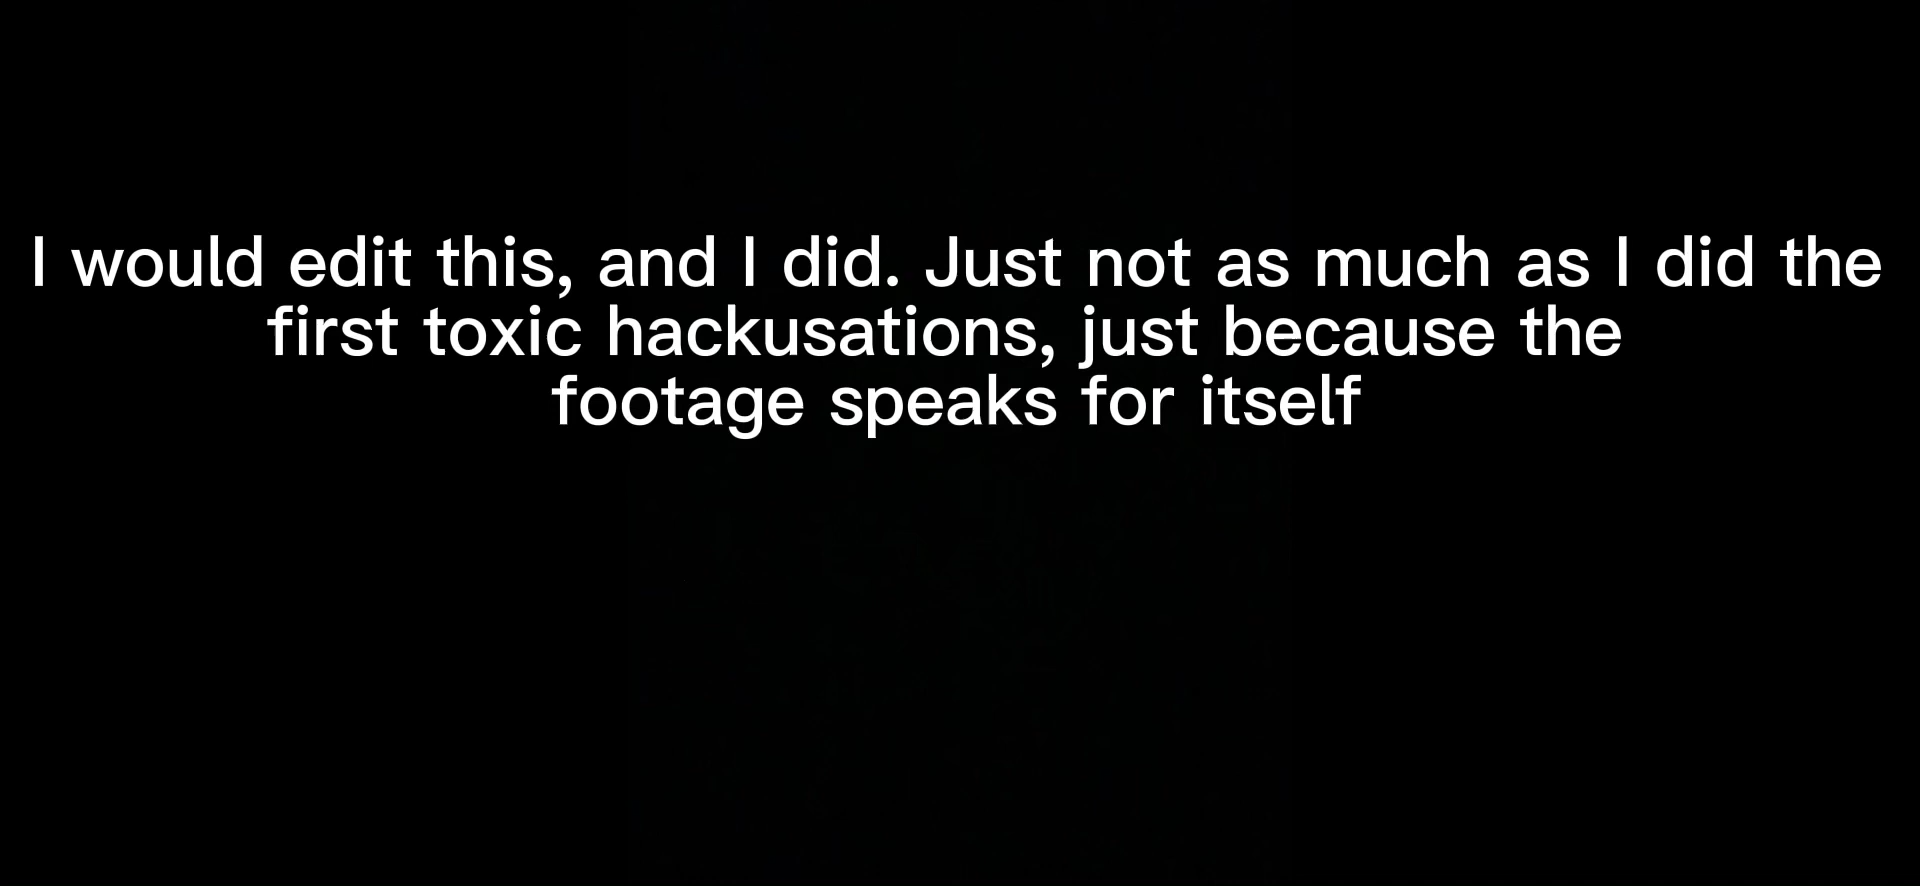 I would edit this, and I did. Just not as much as I did the
first toxic hackusations, just because the
footage speaks for itself